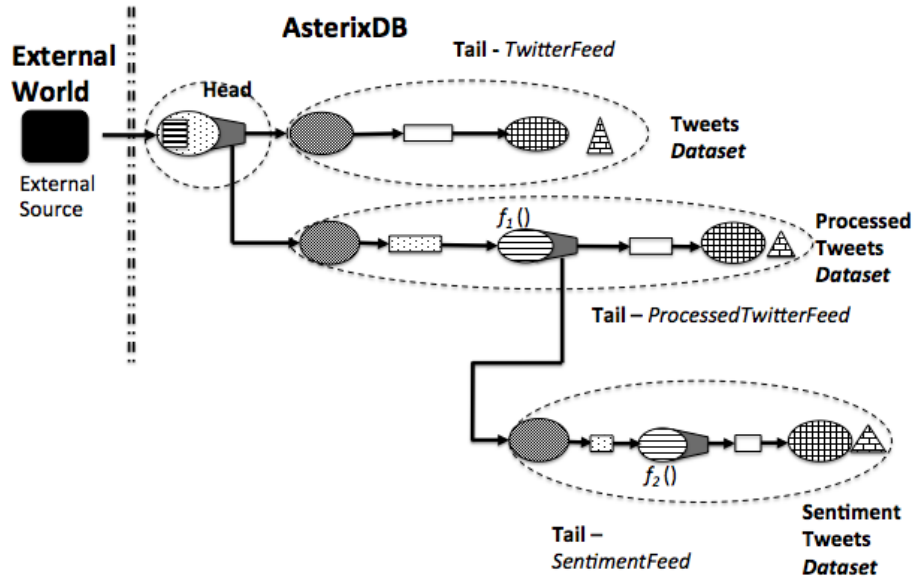 External
World
External
Source
AsterixDB
Head
Tail - TwitterFeed
Tweets
Dataset
f1()
Processed
Tweets
Dataset
Tail – ProcessedTwitterFeed
f2()
Tail –
SentimentFeed
Sentiment
Tweets
Dataset